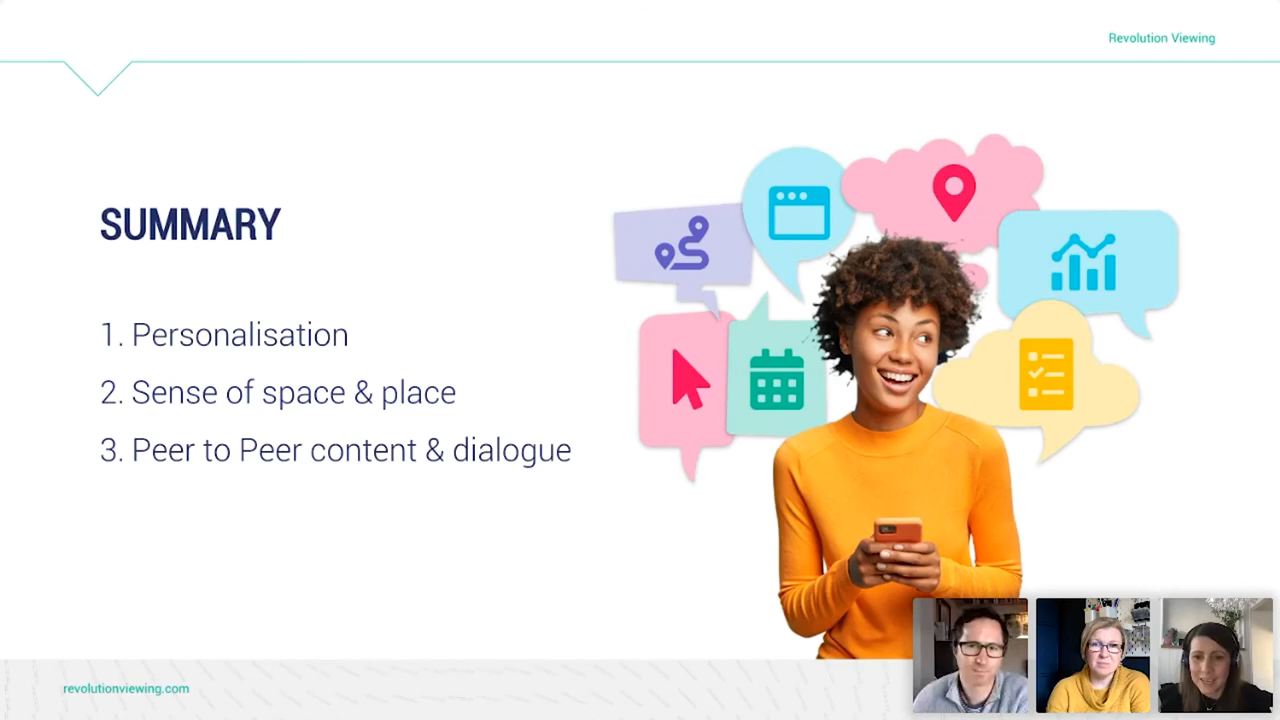 Revolution Viewing
SUMMARY
1. Personalisation
2. Sense of space & place
3. Peer to Peer content & dialogue
revolutionviewing.com